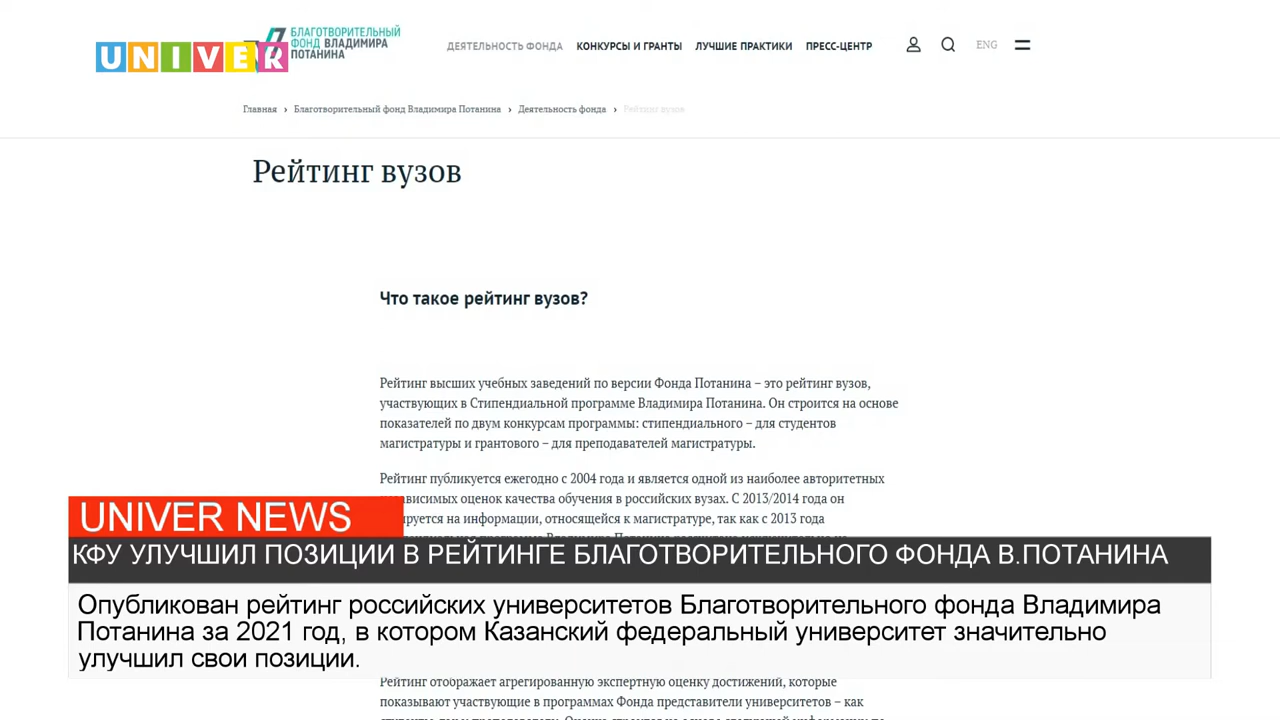 UNIVER
БЛАГОТВОРИТЕЛЬНЫЙ
ФОНД ВЛАДИМИРА
ПОТАНИНА
ДЕЯТЕЛЬНОСТЬ ФОНДА КОНКУРСЫ И ГРАНТЫ ЛУЧШИЕ ПРАКТИКИ ПРЕСС-ЦЕНТР ENG
Главная › Благотворительный фонд Владимира Потанина › Деятельность фонда › Рейтинг вузов
Рейтинг вузов
Что такое рейтинг вузов?
Рейтинг высших учебных заведений по версии Фонда Потанина – это рейтинг вузов,
участвующих в Стипендиальной программе Владимира Потанина. Он строится на основе
показателей по двум конкурсам программы: стипендиального – для студентов
магистратуры и грантового – для преподавателей магистратуры.
Рейтинг публикуется ежегодно с 2004 года и является одной из наиболее авторитетных
оценок качества обучения в российских вузах. С 2013/2014 года он
на информации, относящейся к магистратуре, так как с 2013 года
UNIVER NEWS
КФУ УЛУЧШИЛ ПОЗИЦИИ В РЕЙТИНГЕ БЛАГОТВОРИТЕЛЬНОГО ФОНДА В.ПОТАНИНА
Опубликован рейтинг российских университетов Благотворительного фонда Владимира
Потанина за 2021 год, в котором Казанский федеральный университет значительно
улучшил свои позиции.
Рейтинг отображает агрегированную экспертную оценку достижений, которые
показывают участвующие в программах Фонда представители университетов – как